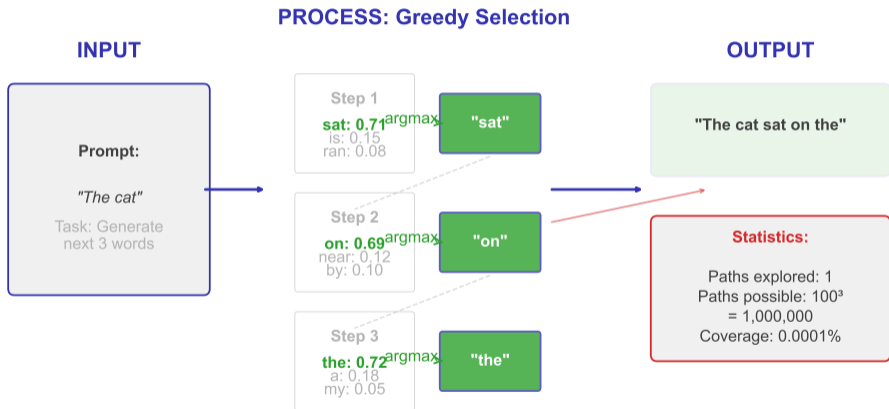 PROCESS: Greedy Selection
INPUT
OUTPUT
Prompt:
"The cat"
Task: Generate
next 3 words
Step 1
sat: 0.71
is: 0.15
ran: 0.08
argmax
"sat"
Step 2
on: 0.69
near: 0.12
by: 0.10
argmax
"on"
Step 3
the: 0.72
a: 0.18
my: 0.05
argmax
"the"
"The cat sat on the"
Statistics:
Paths explored: 1
Paths possible: 100³
= 1,000,000
Coverage: 0.0001%